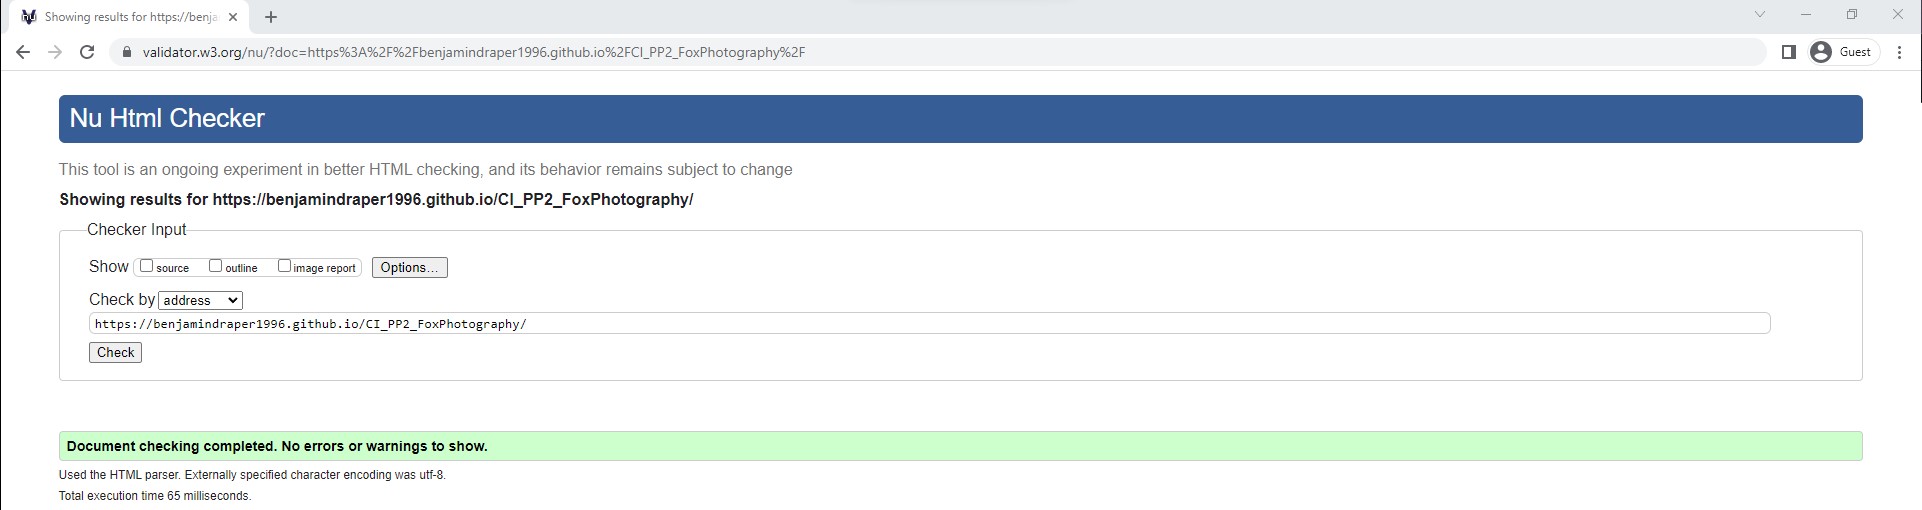 Showing results for https://benja
validator.w3.org/nu/?doc=https%3A%2F%2Fbenjamindraper1996.github.io%2FCI_PP2_FoxPhotography%2F
Guest
Nu Html Checker
This tool is an ongoing experiment in better HTML checking, and its behavior remains subject to change
Showing results for https://benjamindraper1996.github.io/CI_PP2_FoxPhotography/
Checker Input
Show source outline image report Options...
Check by address
https://benjamindraper1996.github.io/CI_PP2_FoxPhotography/
Check
Document checking completed. No errors or warnings to show.
Used the HTML parser. Externally specified character encoding was utf-8.
Total execution time 65 milliseconds.